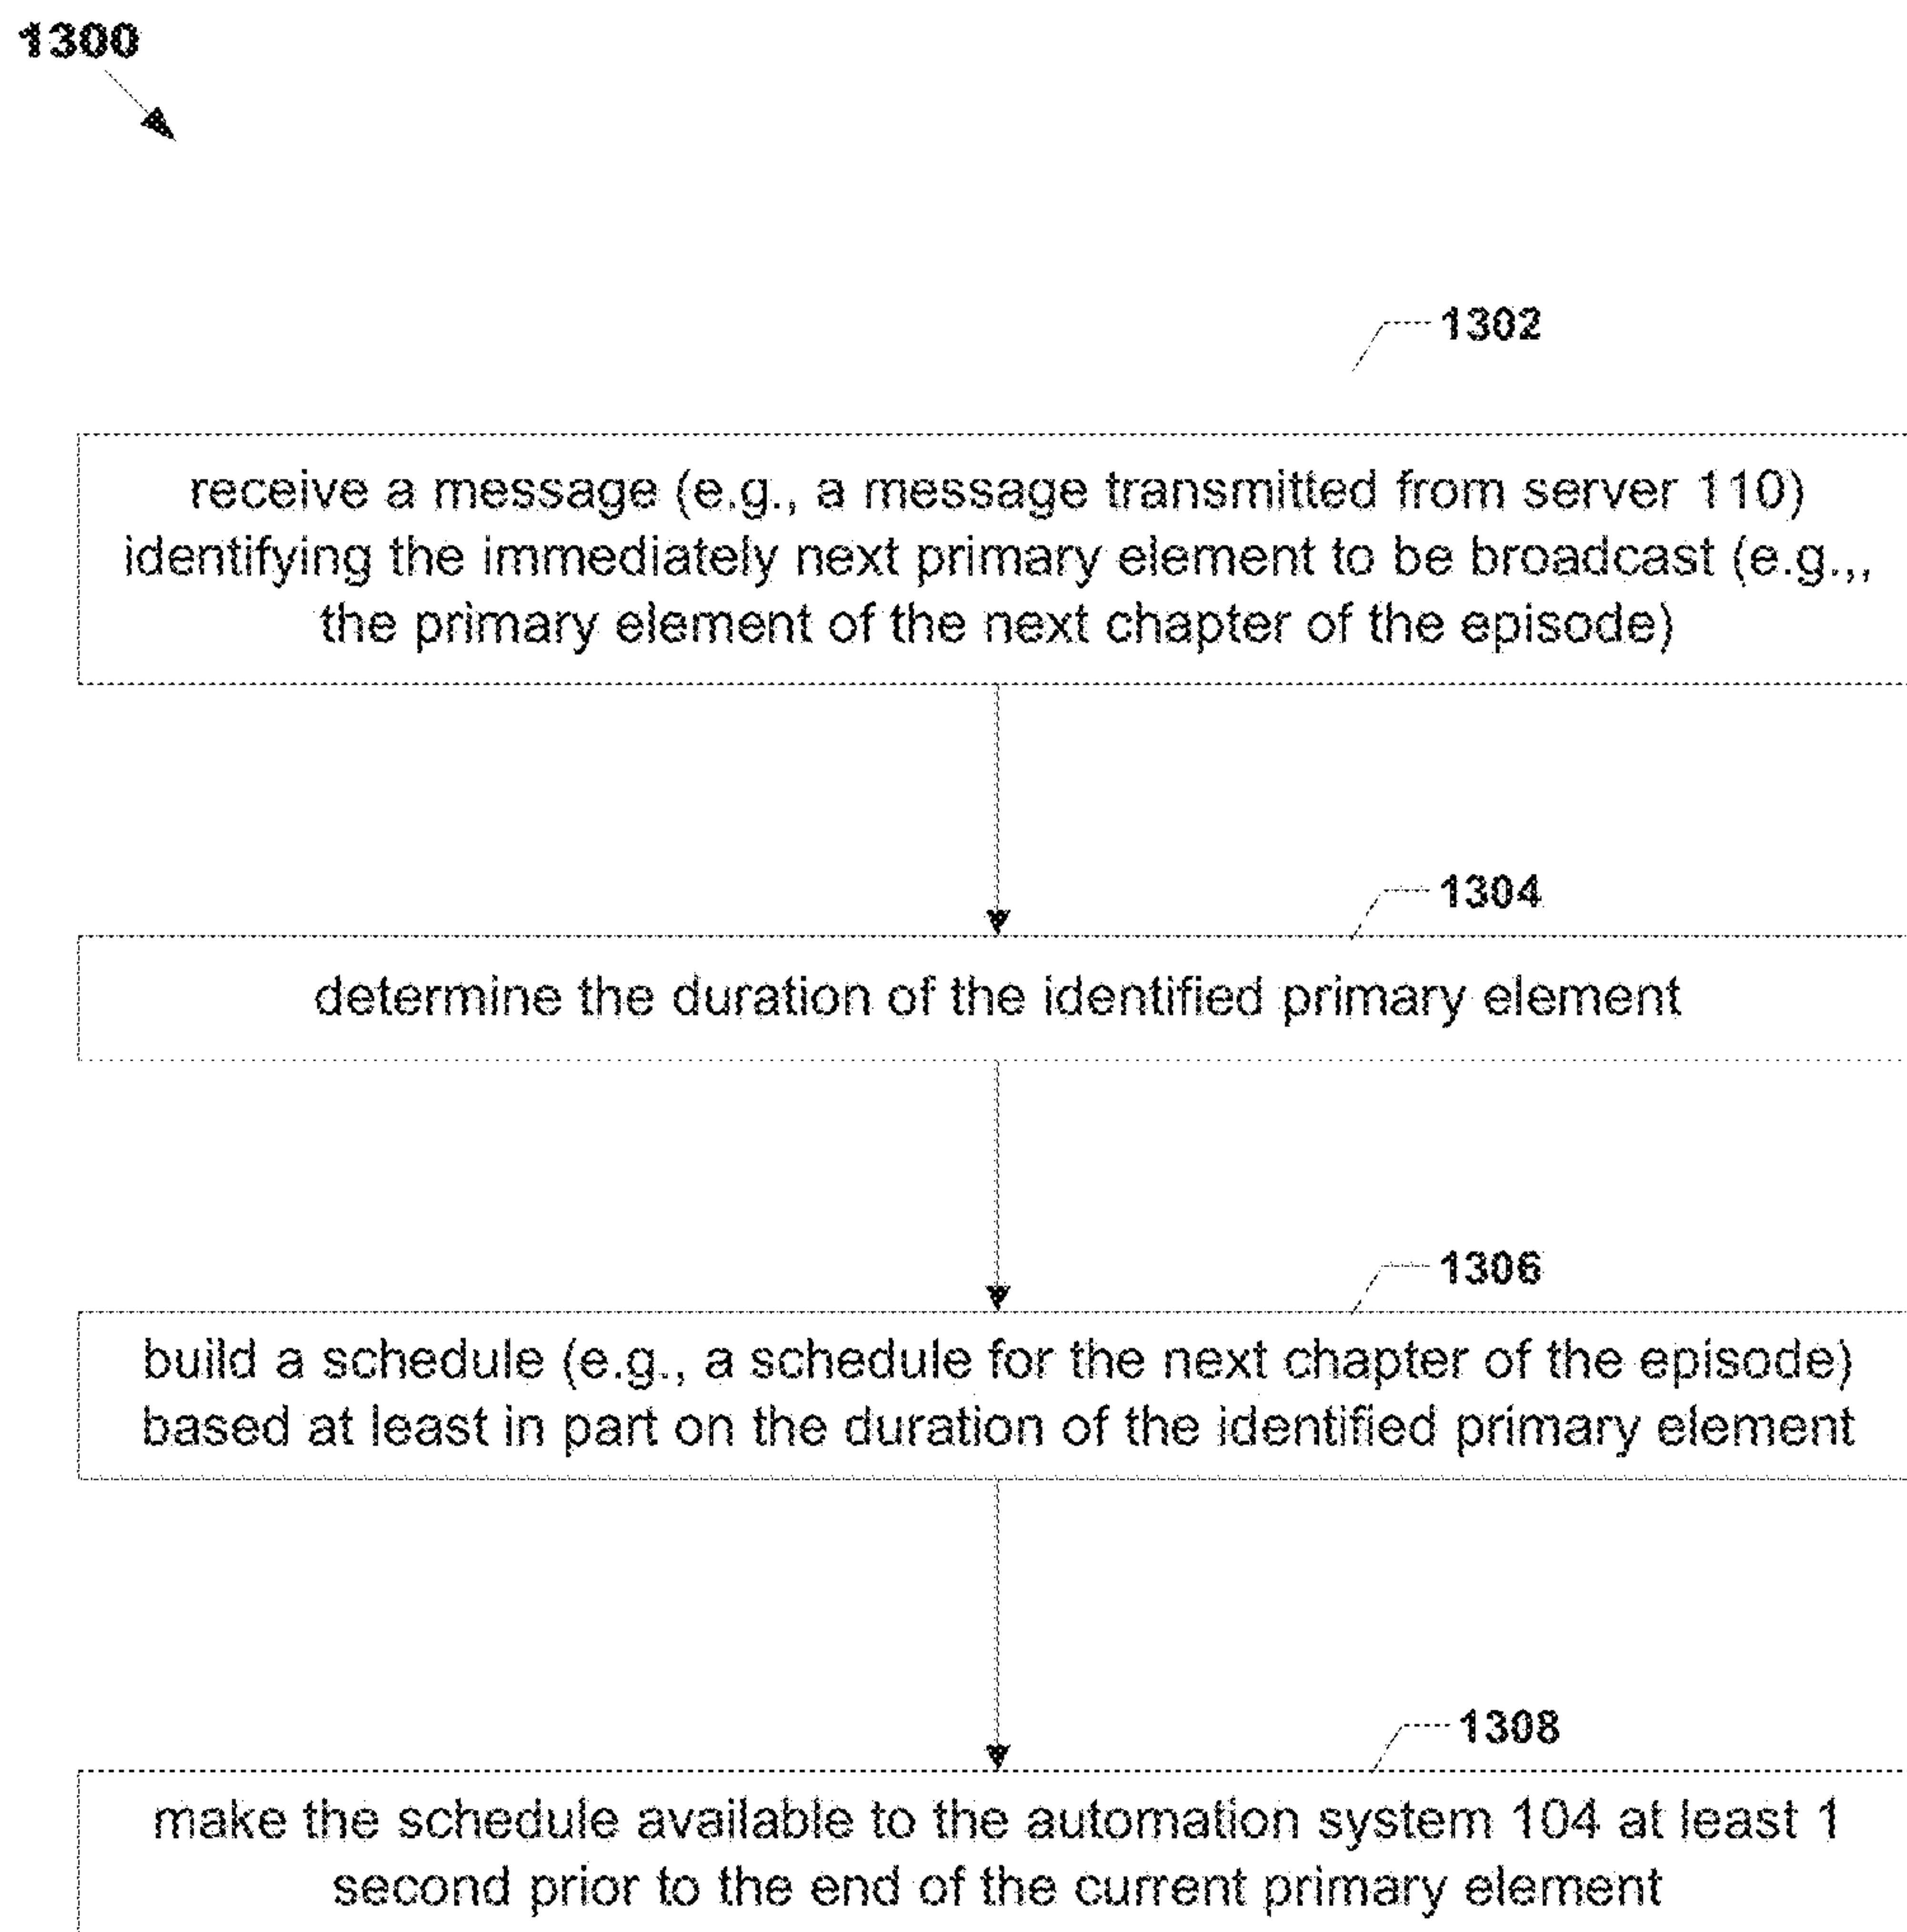 1300
1302
receive a message (e.g., a message transmitted from server 110)
identifying the immediately next primary element to be broadcast (e.g.,,
the primary element of the next chapter of the episode)
1304
determine the duration of the identified primary element
1306
build a schedule (e.g., a schedule for the next chapter of the episode)
based at least in part on the duration of the identified primary element
1308
make the schedule available to the automation system 104 at least 1
second prior to the end of the current primary element